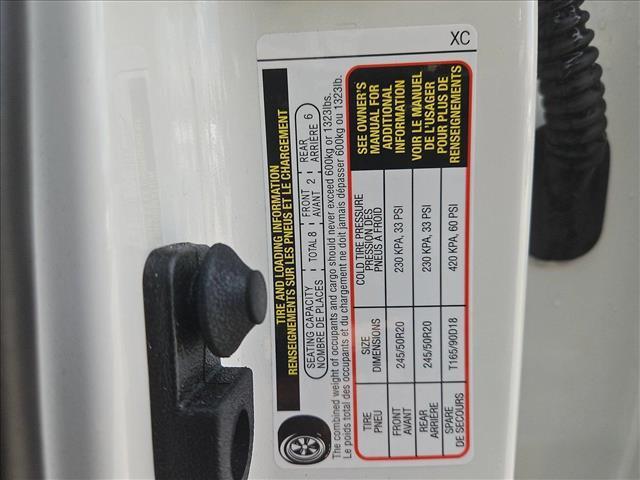 XC
TIRE AND LOADING INFORMATION
RENSEIGNEMENTS SUR LES PNEUS ET LE CHARGEMENT
SEATING CAPACITY TOTAL 8 FRONT 2 REAR 6
NOMBRE DE PLACES AVANT ARRIÈRE
The combined weight of occupants and cargo should never exceed 600kg or 1323lbs.
Le poids total des occupants et du chargement ne doit jamais dépasser 600kg ou 1323lb.
TIRE
PNEU
SIZE
DIMENSIONS
COLD TIRE PRESSURE
PRESSION DES
PNEUS À FROID
SEE OWNER'S
MANUAL FOR
ADDITIONAL
INFORMATION
VOIR LE MANUEL
DE L'USAGER
POUR PLUS DE
RENSEIGNEMENTS
FRONT
AVANT
245/50R20
230 KPA, 33 PSI
REAR
ARRIÈRE
245/50R20
230 KPA, 33 PSI
SPARE
DE SECOURS
T165/90D18
420 KPA, 60 PSI